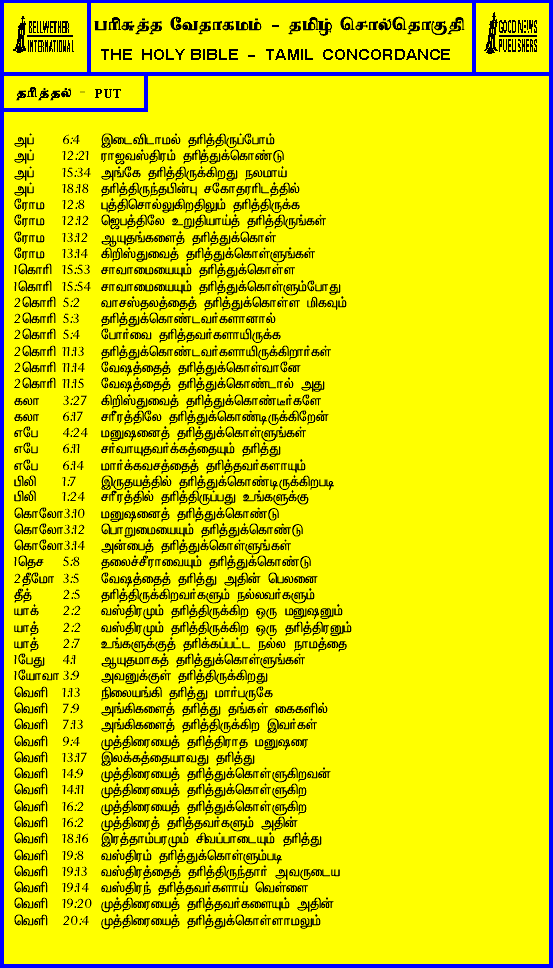 BELLWETHER
INTERNATIONAL
பரிசுத்த வேதாகமம் - தமிழ் சொல்தொகுதி
THE HOLY BIBLE - TAMIL CONCORDANCE
GOOD NEWS
PUBLISHERS
தரித்தல் - PUT
அப் 6:4 இடைவிடாமல் தரித்திருப்போம்
அப் 12:21 ராஜவஸ்திரம் தரித்துக்கொண்டு
அப் 15:34 அங்கே தரித்திருக்கிறது நலமாய்
அப் 18:18 தரித்திருந்தபின்பு சகோதரரிடத்தில்
ரோம 12:8 புத்திசொல்லுகிறதிலும் தரித்திருக்க
ரோம 12:12 ஜெபத்திலே உறுதியாய்த் தரித்திருங்கள்
ரோம 13:12 ஆயுதங்களைத் தரித்துக்கொள்
ரோம 13:14 கிறிஸ்துவைத் தரித்துக்கொள்ளுங்கள்
1கொரி 15:53 சாவாமையையும் தரித்துக்கொள்ள
1கொரி 15:54 சாவாமையையும் தரித்துக்கொள்ளும்போது
2கொரி 5:2 வாசஸ்தலத்தைத் தரித்துக்கொள்ள மிகவும்
2கொரி 5:3 தரித்துக்கொண்டவர்களானால்
2கொரி 5:4 போர்வை தரித்தவர்களாயிருக்க
2கொரி 11:13 தரித்துக்கொண்டவர்களாயிருக்கிறார்கள்
2கொரி 11:14 வேஷத்தைத் தரித்துக்கொள்வானே
2கொரி 11:15 வேஷத்தைத் தரித்துக்கொண்டால் அது
கலா 3:27 கிறிஸ்துவைத் தரித்துக்கொண்டீர்களே
கலா 6:17 சரீரத்திலே தரித்துக்கொண்டிருக்கிறேன்
எபே 4:24 மனுஷனைத் தரித்துக்கொள்ளுங்கள்
எபே 6:11 சர்வாயுதவர்க்கத்தையும் தரித்து
எபே 6:14 மார்க்கவசத்தைத் தரித்தவர்களாயும்
பிலி 1:7 இருதயத்தில் தரித்துக்கொண்டிருக்கிறபடி
பிலி 1:24 சரீரத்தில் தரித்திருப்பது உங்களுக்கு
கொலோ3:10 மனுஷனைத் தரித்துக்கொண்டு
கொலோ3:12 பொறுமையையும் தரித்துக்கொண்டு
கொலோ3:14 அன்பைத் தரித்துக்கொள்ளுங்கள்
1தெச 5:8 தலைச்சீராவையும் தரித்துக்கொண்டு
2தீமோ 3:5 வேஷத்தைத் தரித்து அதின் பெலனை
தீத் 2:5 தரித்திருக்கிறவர்களும் நல்லவர்களும்
யாக் 2:2 வஸ்திரமும் தரித்திருக்கிற ஒரு மனுஷனும்
யாத் 2:2 வஸ்திரமும் தரித்திருக்கிற ஒரு தரித்திரனும்
யாத் 2:7 உங்களுக்குத் தரிக்கப்பட்ட நல்ல நாமத்தை
1பேது 4:1 ஆயுதமாகத் தரித்துக்கொள்ளுங்கள்
1யோவா 3:9 அவனுக்குள் தரித்திருக்கிறது
வெளி 1:13 நிலையங்கி தரித்து மார்பருகே
வெளி 7:9 அங்கிகளைத் தரித்து தங்கள் கைகளில்
வெளி 7:13 அங்கிகளைத் தரித்திருக்கிற இவர்கள்
வெளி 9:4 முத்திரையைத் தரித்திராத மனுஷரை
வெளி 13:17 இலக்கத்தையாவது தரித்து
வெளி 14:9 முத்திரையைத் தரித்துக்கொள்ளுகிறவன்
வெளி 14:11 முத்திரையைத் தரித்துக்கொள்ளுகிற
வெளி 16:2 முத்திரையைத் தரித்துக்கொள்ளுகிற
வெளி 16:2 முத்திரைத் தரித்தவர்களும் அதின்
வெளி 18:16 இரத்தாம்பரமும் சிவப்பாடையும் தரித்து
வெளி 19:8 வஸ்திரம் தரித்துக்கொள்ளும்படி
வெளி 19:13 வஸ்திரத்தைத் தரித்திருந்தார் அவருடைய
வெளி 19:14 வஸ்திரந் தரித்தவர்களாய் வெள்ளை
வெளி 19:20 முத்திரையைத் தரித்தவர்களையும் அதின்
வெளி 20:4 முத்திரையைத் தரித்துக்கொள்ளாமலும்